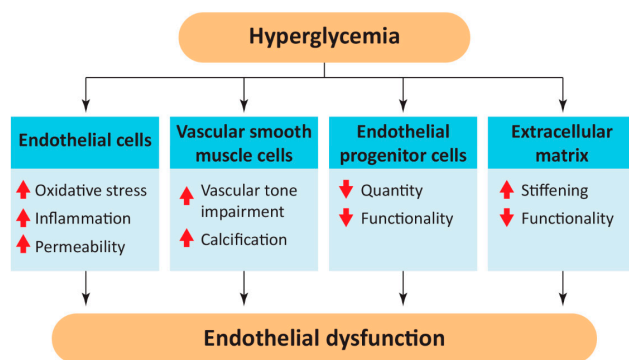 Hyperglycemia
Endothelial cells
Oxidative stress
Inflammation
Permeability
Vascular smooth
muscle cells
Vascular tone
impairment
Calcification
Endothelial
progenitor cells
Quantity
Functionality
Extracellular
matrix
Stiffening
Functionality
Endothelial dysfunction